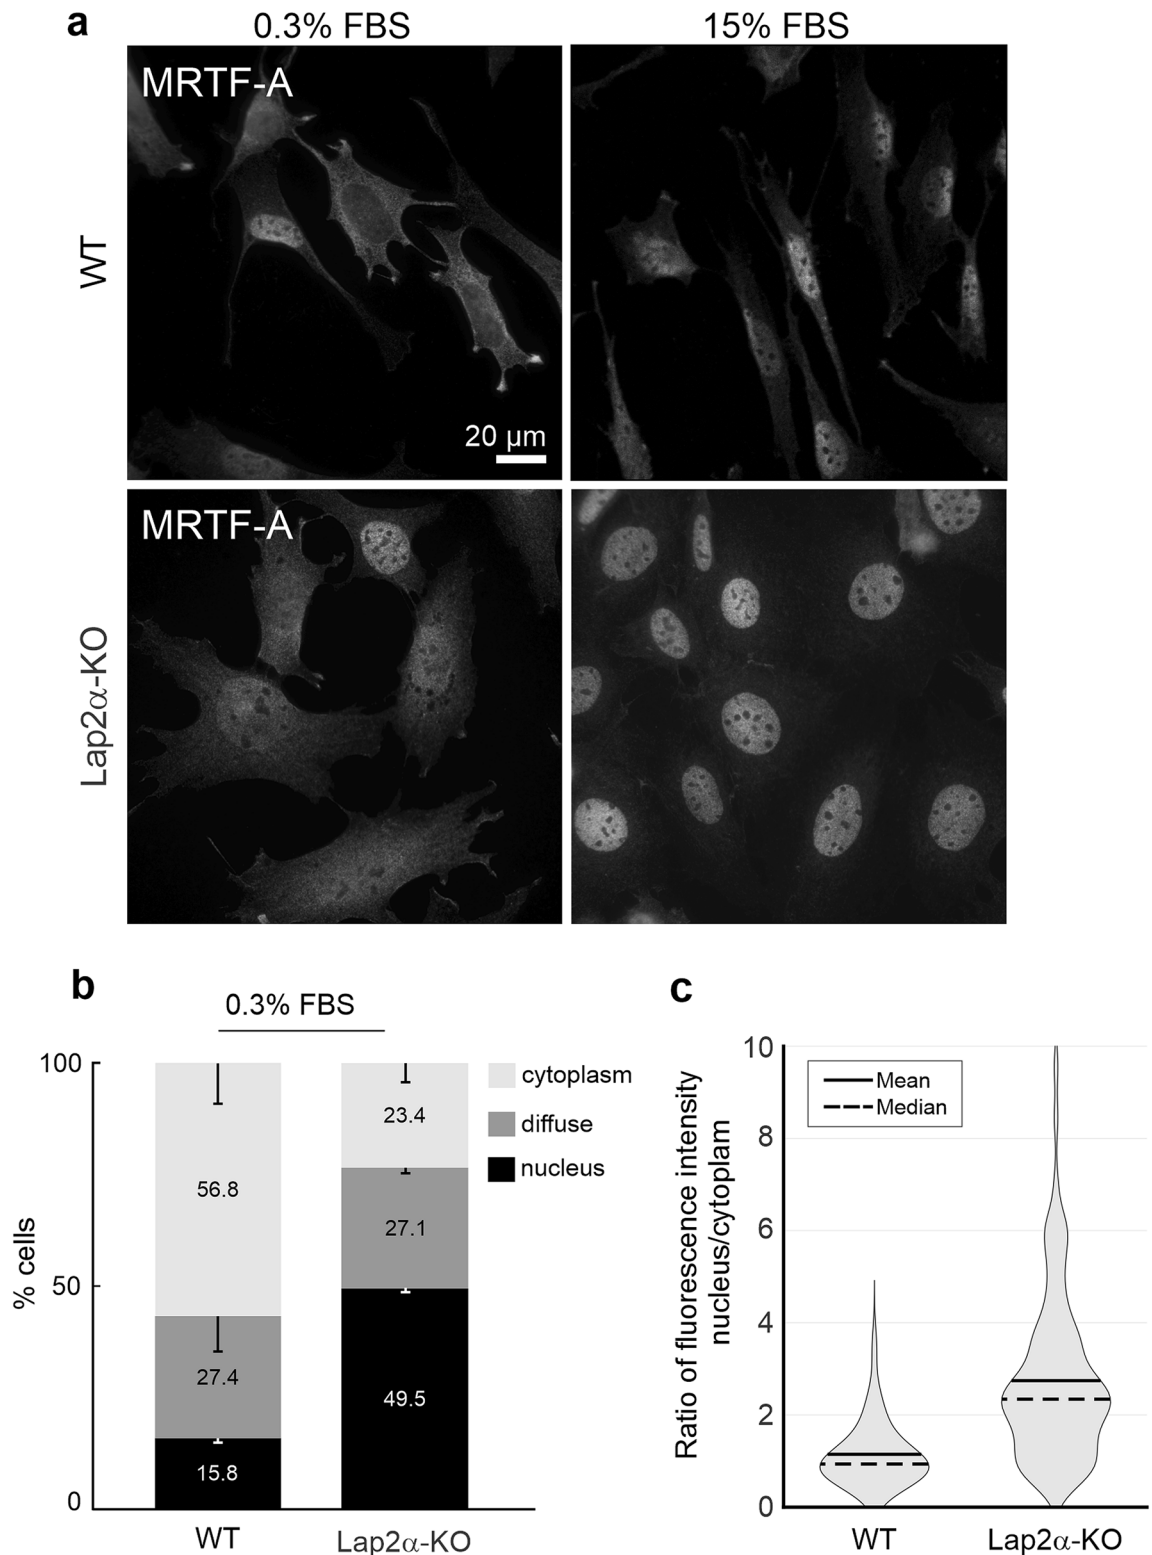 a
0.3% FBS
15% FBS
WT
MRTF-A
20 µm
Lap2α-KO
MRTF-A
b
0.3% FBS
% cells
100
50
0
56.8
27.4
15.8
23.4
27.1
49.5
cytoplasm
diffuse
nucleus
WT
Lap2α-KO
c
Ratio of fluorescence intensity
nucleus/cytoplam
10
8
6
4
2
0
Mean
Median
WT
Lap2α-KO